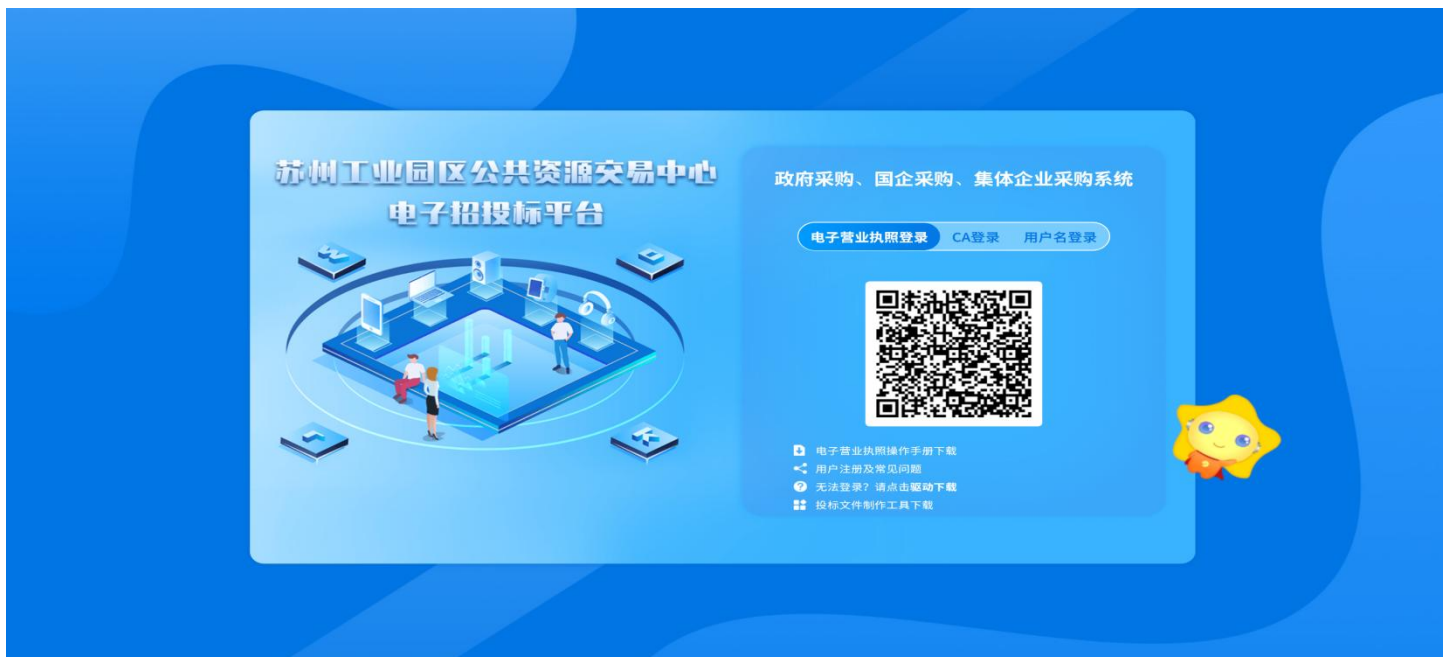 苏州工业园区公共资源交易中心
电子招投标平台
政府采购、国企采购、集体企业采购系统
电子营业执照登录 CA登录 用户名登录
电子营业执照操作手册下载
用户注册及常见问题
无法登录？请点击驱动下载
投标文件制作工具下载